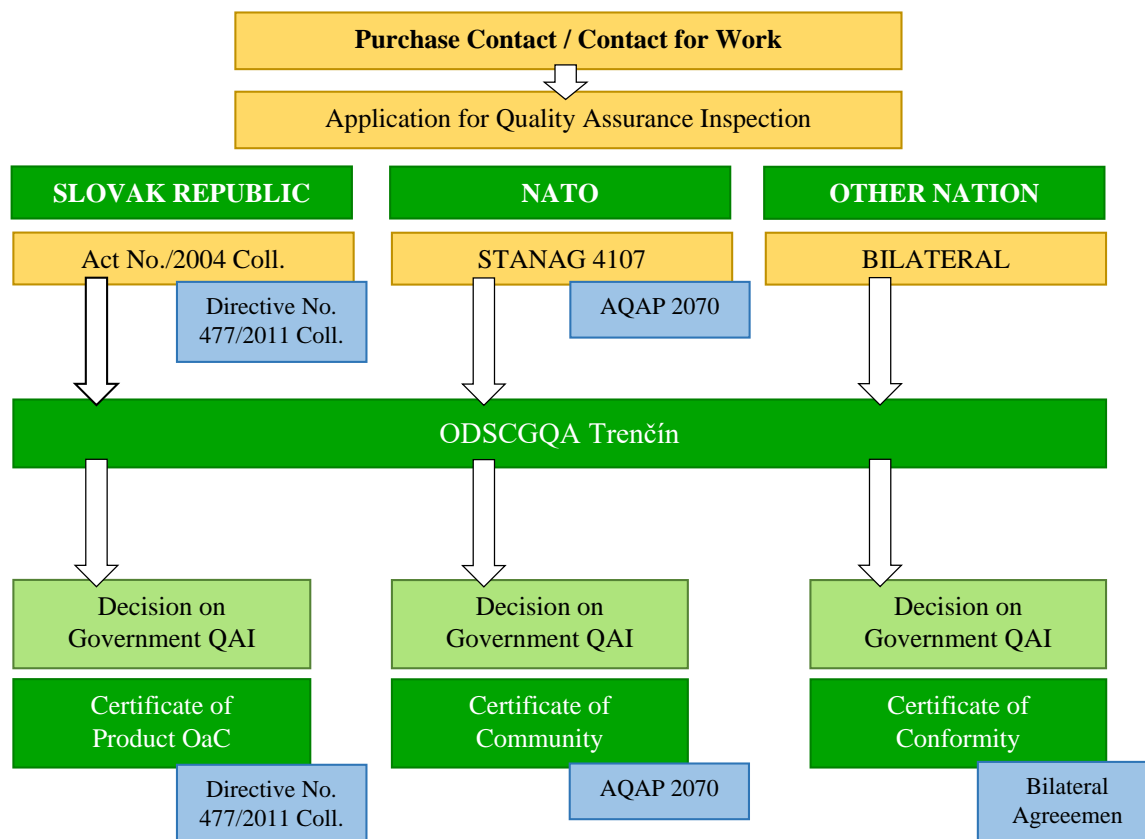 Purchase Contact / Contact for Work
Application for Quality Assurance Inspection
SLOVAK REPUBLIC
NATO
OTHER NATION
Act No./2004 Coll.
STANAG 4107
BILATERAL
Directive No.
477/2011 Coll.
AQAP 2070
ODSCGQA Trenčín
Decision on
Government QAI
Decision on
Government QAI
Decision on
Government QAI
Certificate of
Product OaC
Certificate of
Community
Certificate of
Conformity
Directive No.
477/2011 Coll.
AQAP 2070
Bilateral
Agreeemen